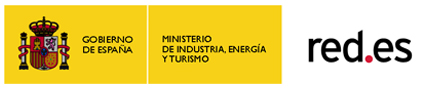 GOBIERNO
DE ESPAÑA
MINISTERIO
DE INDUSTRIA, ENERGÍA
Y TURISMO
red.es